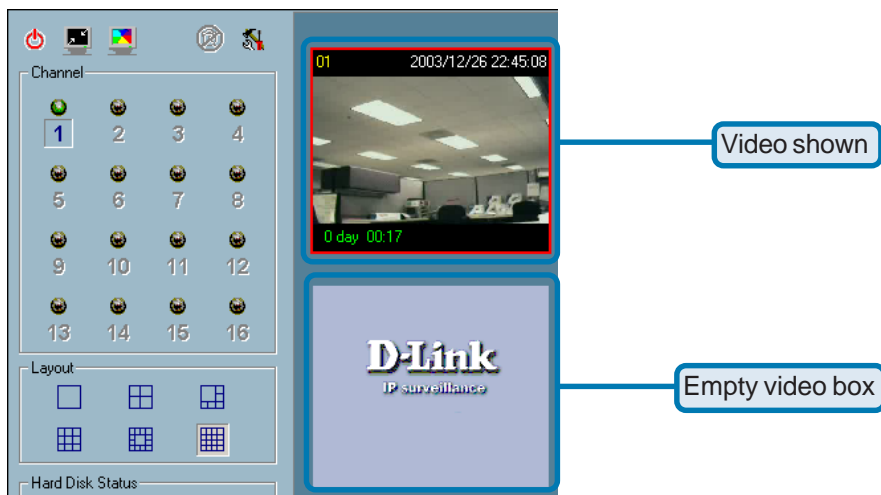 Channel
1 2 3 4
5 6 7 8
9 10 11 12
13 14 15 16
Layout
Hard Disk Status
01 2003/12/26 22:45:08
0 day 00:17
D-Link
IP surveillance
Video shown
Empty video box